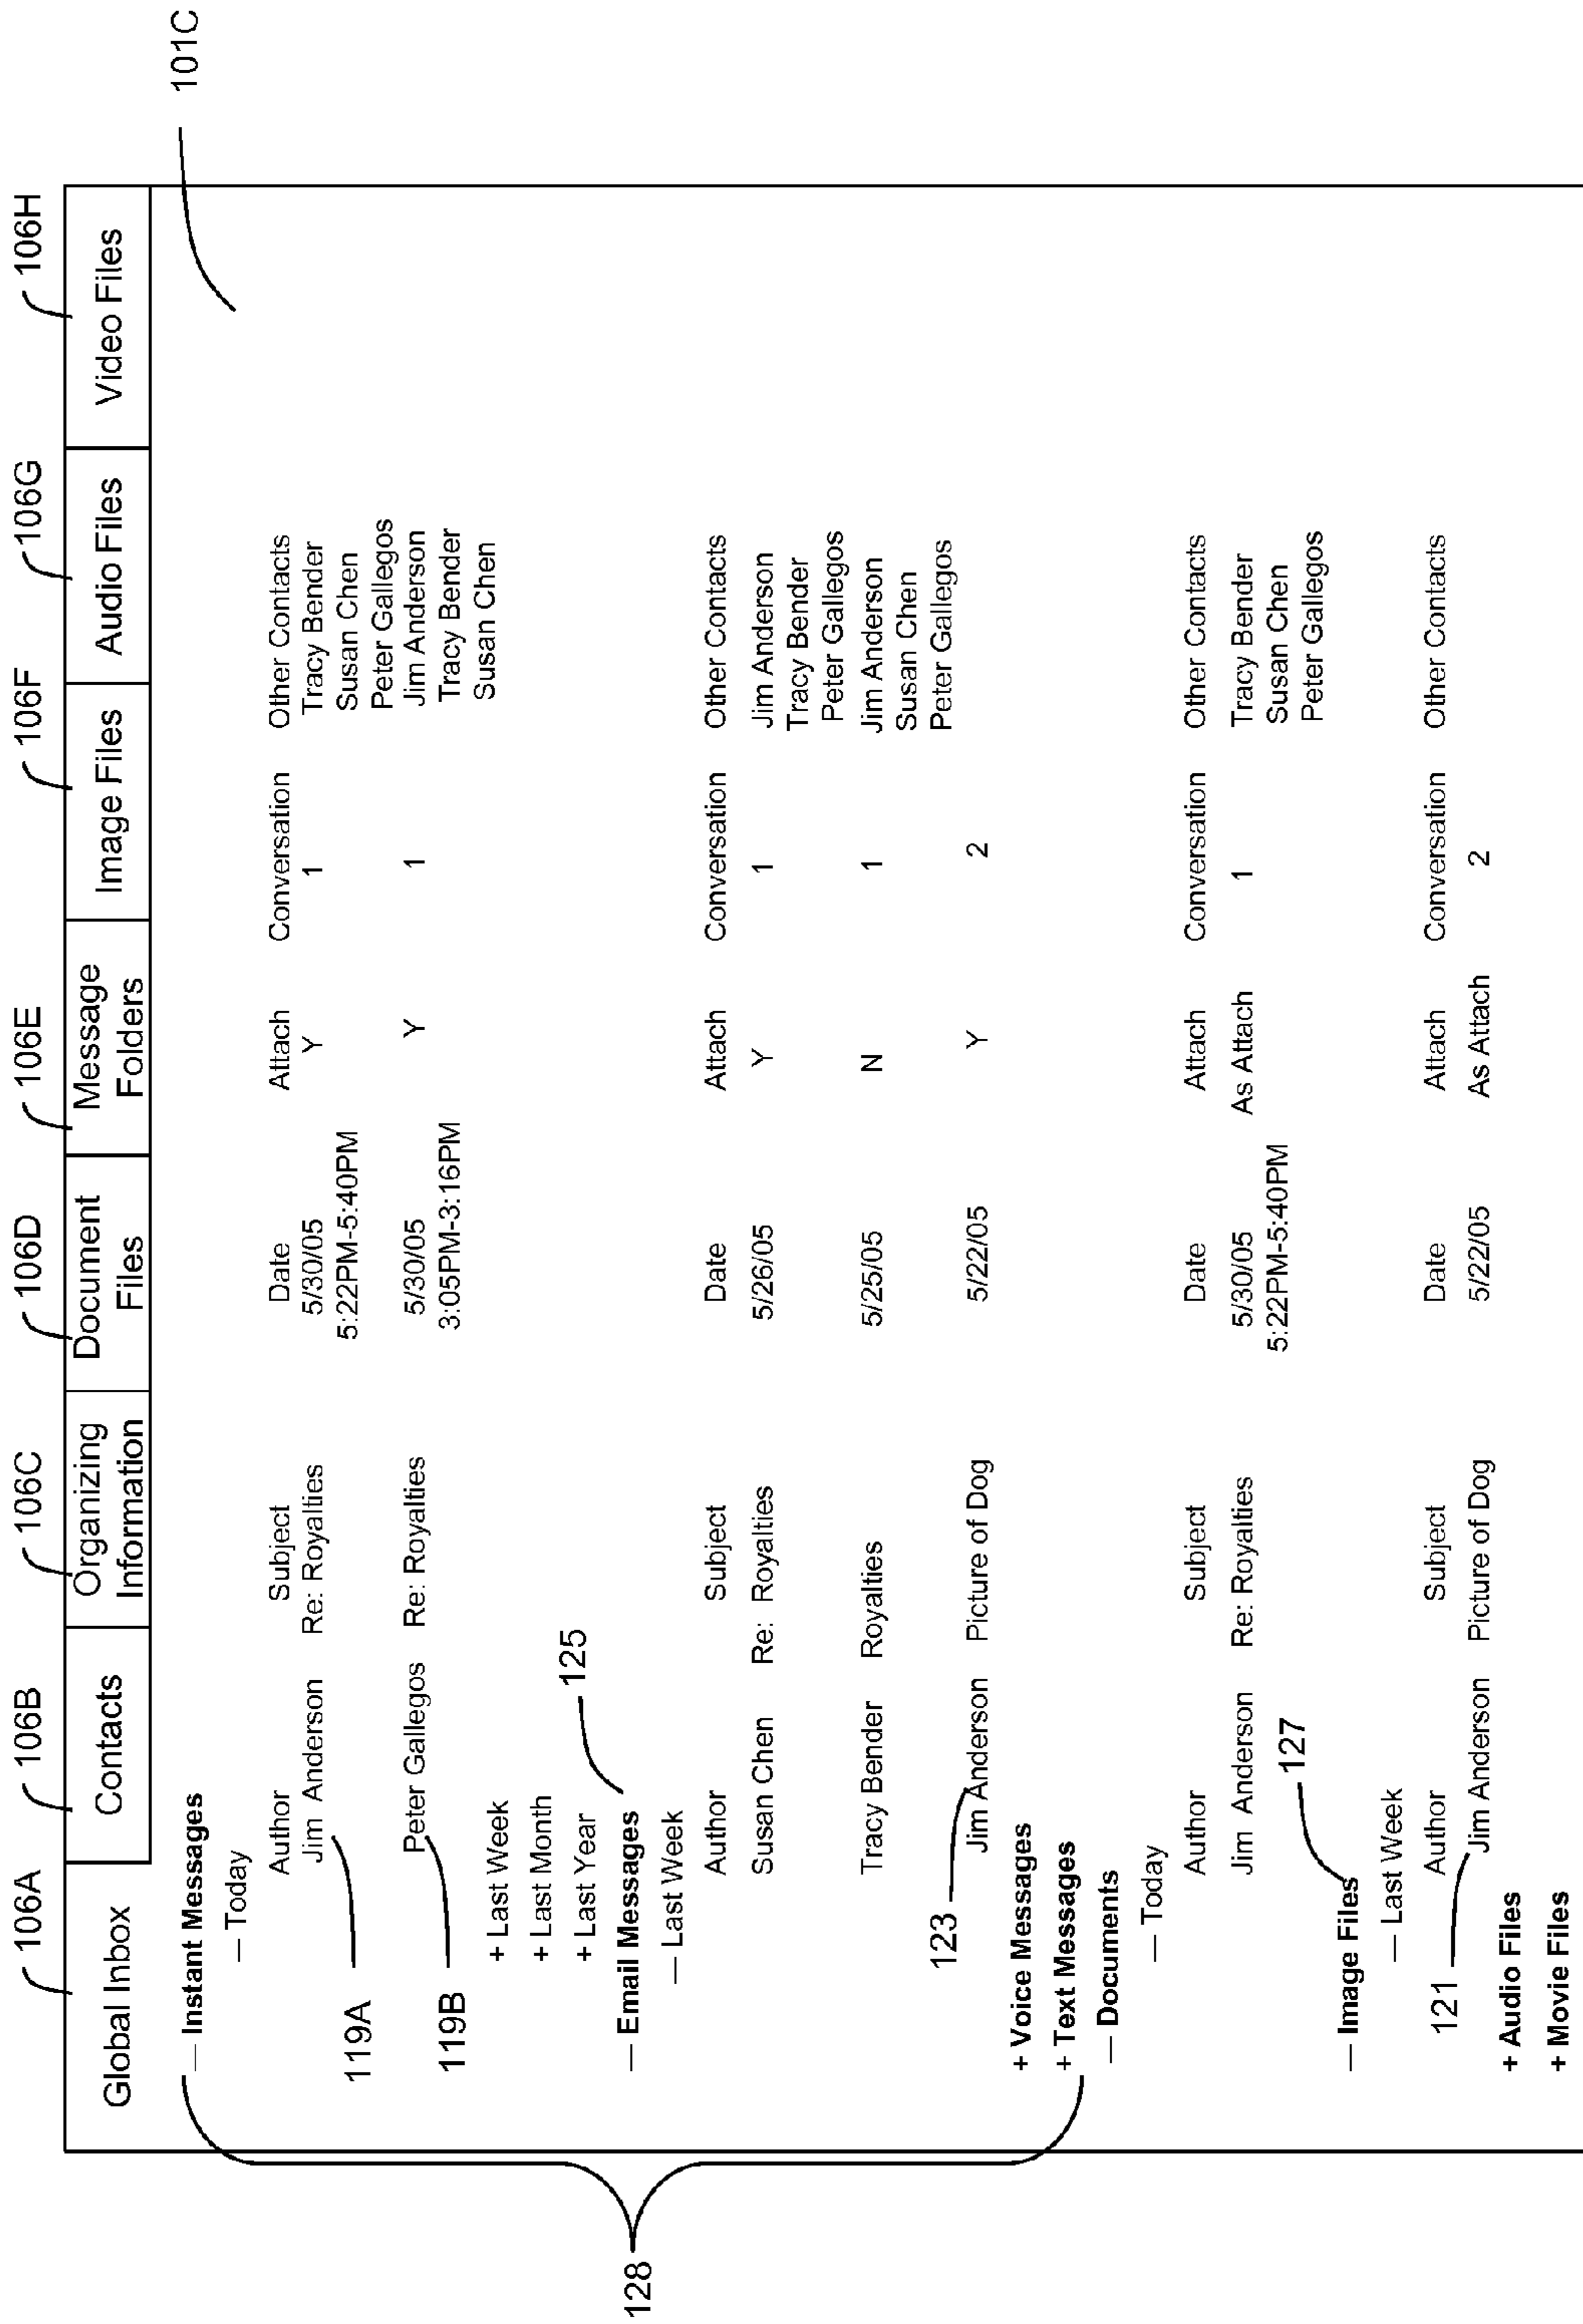 106A 106B 106C 106D 106E 106F 106G 106H
Global Inbox Contacts Organizing Information Document Files Message Folders Image Files Audio Files Video Files
101C
— Instant Messages
— Today
Author Subject Date Attach Conversation Other Contacts
Jim Anderson Re: Royalties 5/30/05 Y 1 Tracy Bender
5:22PM-5:40PM Susan Chen
119A Peter Gallegos
Peter Gallegos Re: Royalties 5/30/05 Y 1 Jim Anderson
119B 3:05PM-3:16PM Tracy Bender
Susan Chen
+ Last Week
+ Last Month
+ Last Year
125
— Email Messages
128
— Last Week
Author Subject Date Attach Conversation Other Contacts
Susan Chen Re: Royalties 5/26/05 Y 1 Jim Anderson
Tracy Bender
Peter Gallegos
Tracy Bender Royalties 5/25/05 N 1 Jim Anderson
Susan Chen
123 Peter Gallegos
Jim Anderson Picture of Dog 5/22/05 Y 2
+ Voice Messages
+ Text Messages
— Documents
— Today
Author Subject Date Attach Conversation Other Contacts
Jim Anderson Re: Royalties 5/30/05 As Attach 1 Tracy Bender
5:22PM-5:40PM Susan Chen
127 Peter Gallegos
— Image Files
— Last Week
121 Author Subject Date Attach Conversation Other Contacts
Jim Anderson Picture of Dog 5/22/05 As Attach 2
+ Audio Files
+ Movie Files